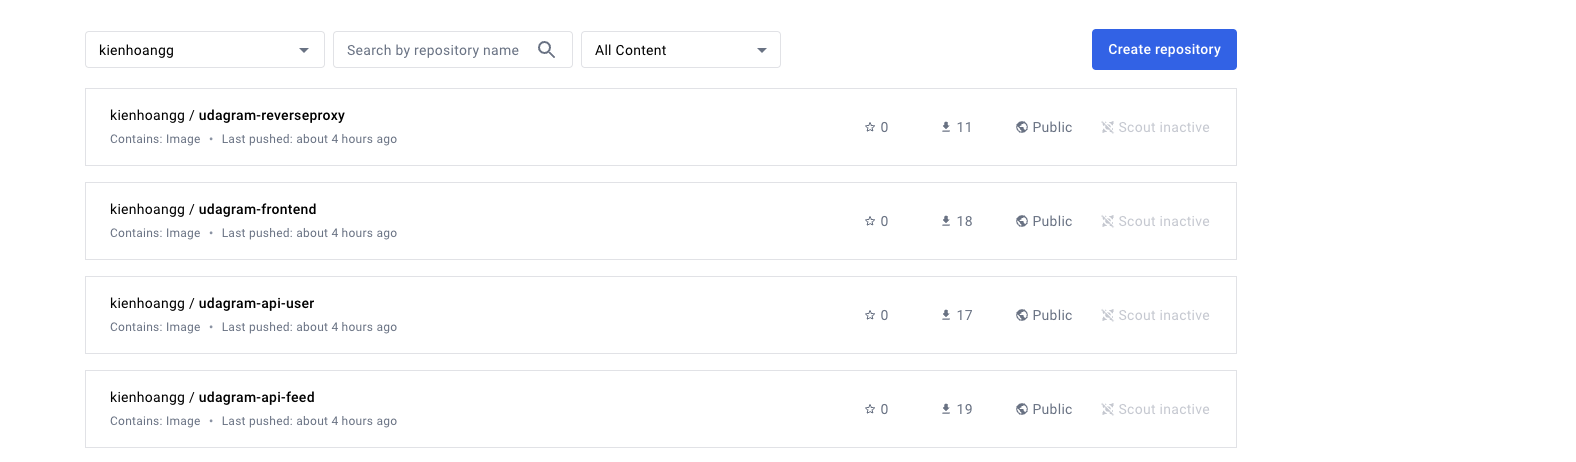 kienhoangg
Search by repository name
All Content
Create repository
kienhoangg / udagram-reverseproxy
Contains: Image • Last pushed: about 4 hours ago
0
11
Public
Scout inactive
kienhoangg / udagram-frontend
Contains: Image • Last pushed: about 4 hours ago
0
18
Public
Scout inactive
kienhoangg / udagram-api-user
Contains: Image • Last pushed: about 4 hours ago
0
17
Public
Scout inactive
kienhoangg / udagram-api-feed
Contains: Image • Last pushed: about 4 hours ago
0
19
Public
Scout inactive